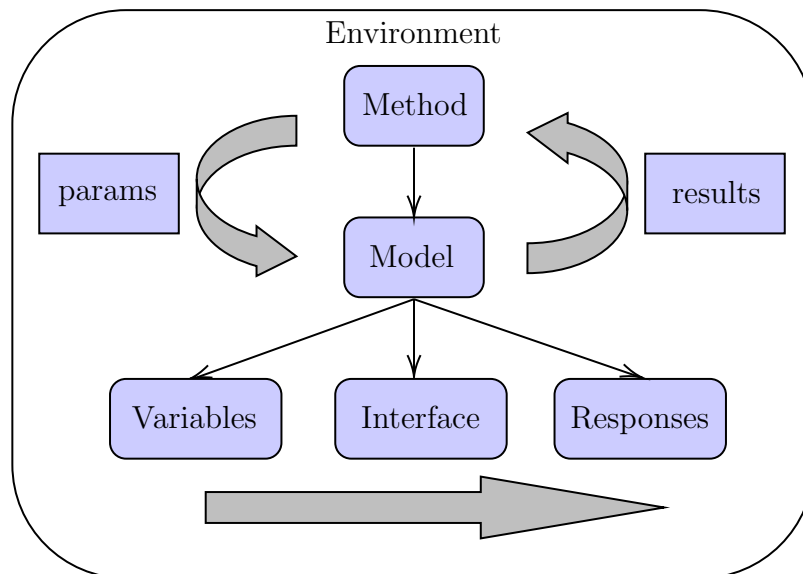 Environment
Method
params
results
Model
Variables
Interface
Responses